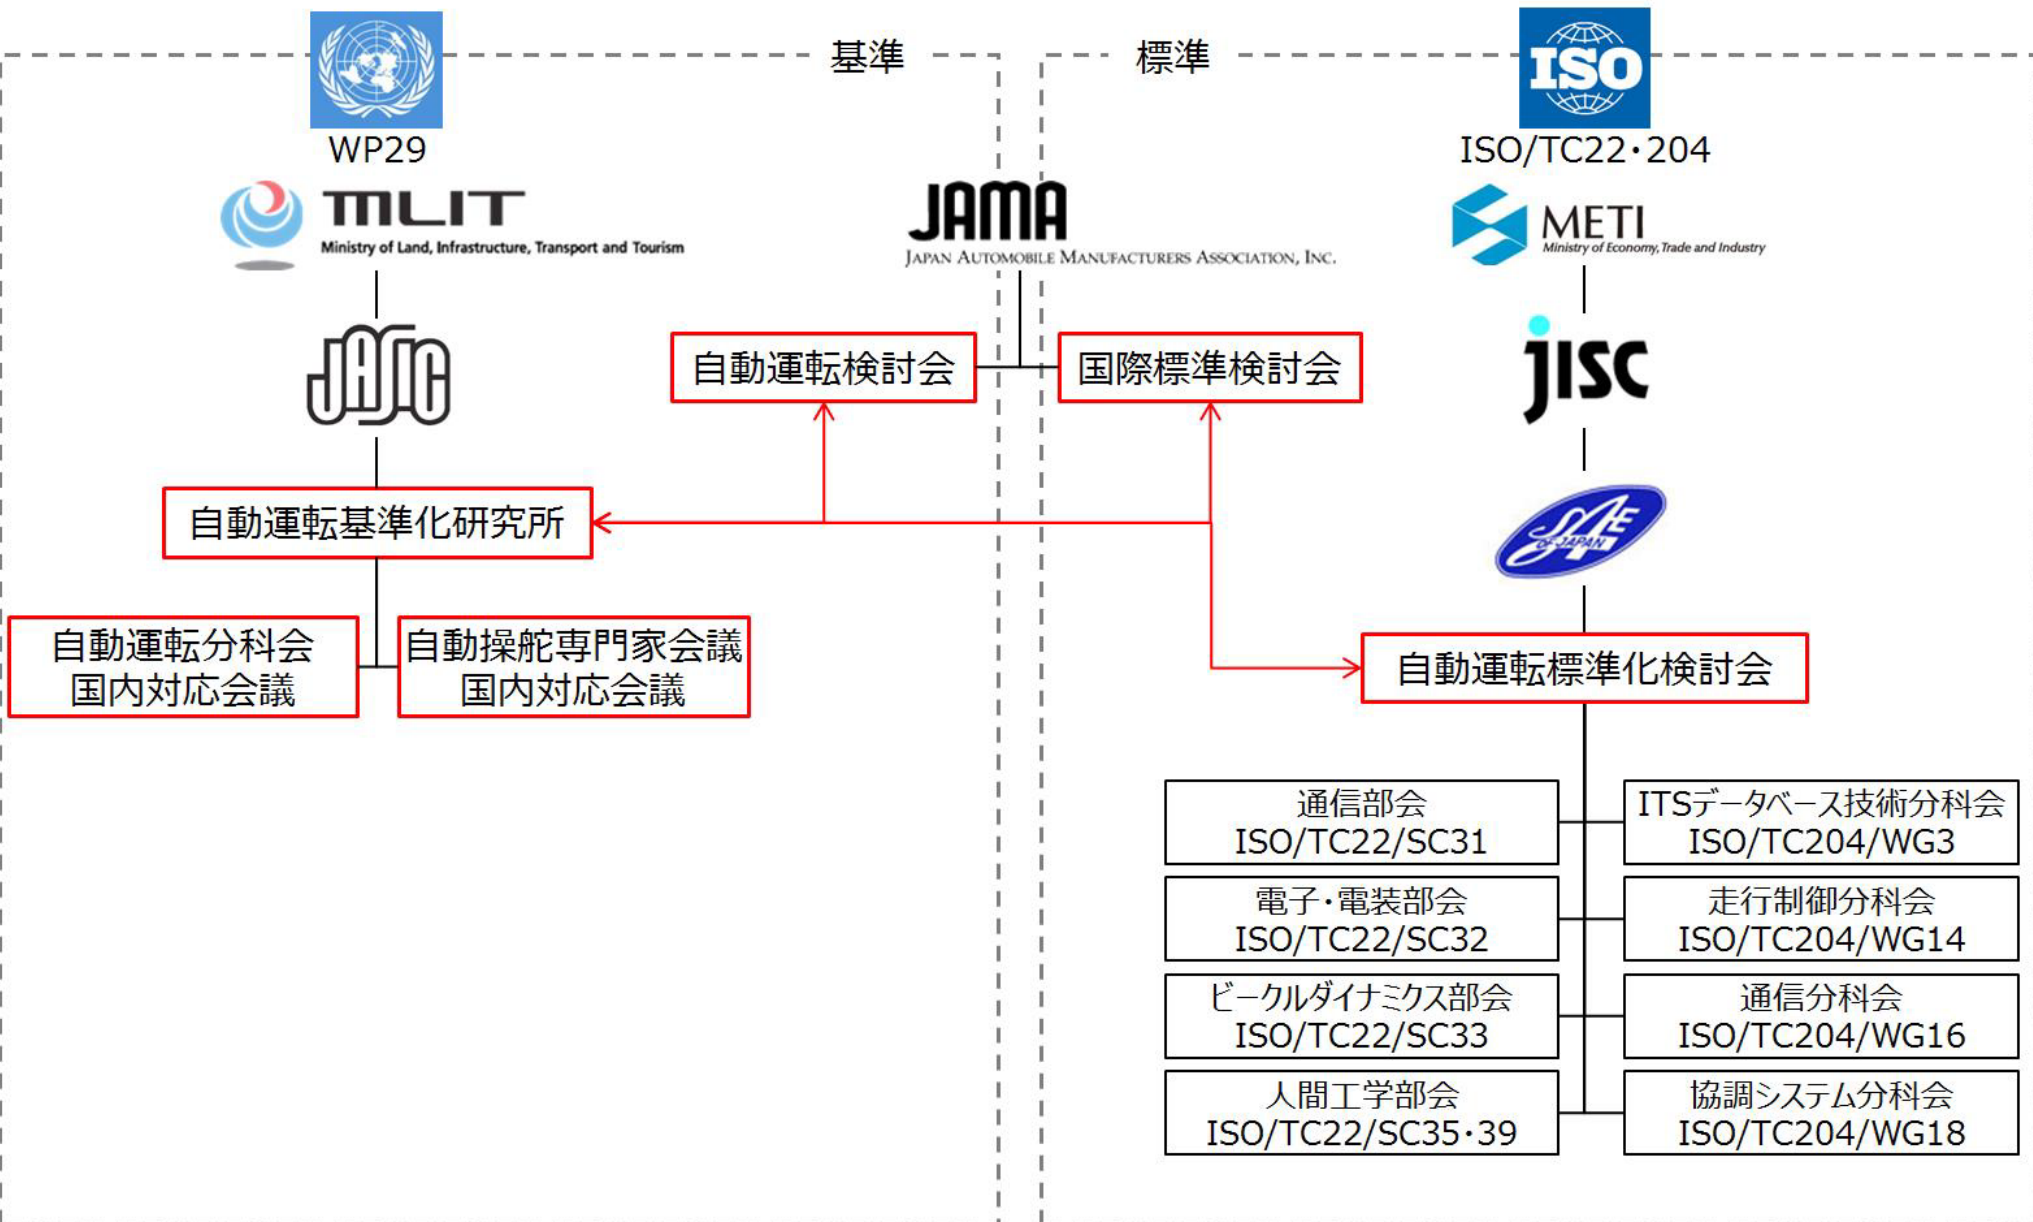 基準
標準
ISO
WP29
ISO/TC22・204
MLIT
Ministry of Land, Infrastructure, Transport and Tourism
JAMA
JAPAN AUTOMOBILE MANUFACTURERS ASSOCIATION, INC.
METI
Ministry of Economy, Trade and Industry
JASIC
自動運転検討会
国際標準検討会
jISC
自動運転基準化研究所
SAE
OF JAPAN
自動運転分科会
国内対応会議
自動操舵専門家会議
国内対応会議
自動運転標準化検討会
通信部会
ISO/TC22/SC31
ITSデータベース技術分科会
ISO/TC204/WG3
電子・電装部会
ISO/TC22/SC32
走行制御分科会
ISO/TC204/WG14
ビークルダイナミクス部会
ISO/TC22/SC33
通信分科会
ISO/TC204/WG16
人間工学部会
ISO/TC22/SC35・39
協調システム分科会
ISO/TC204/WG18